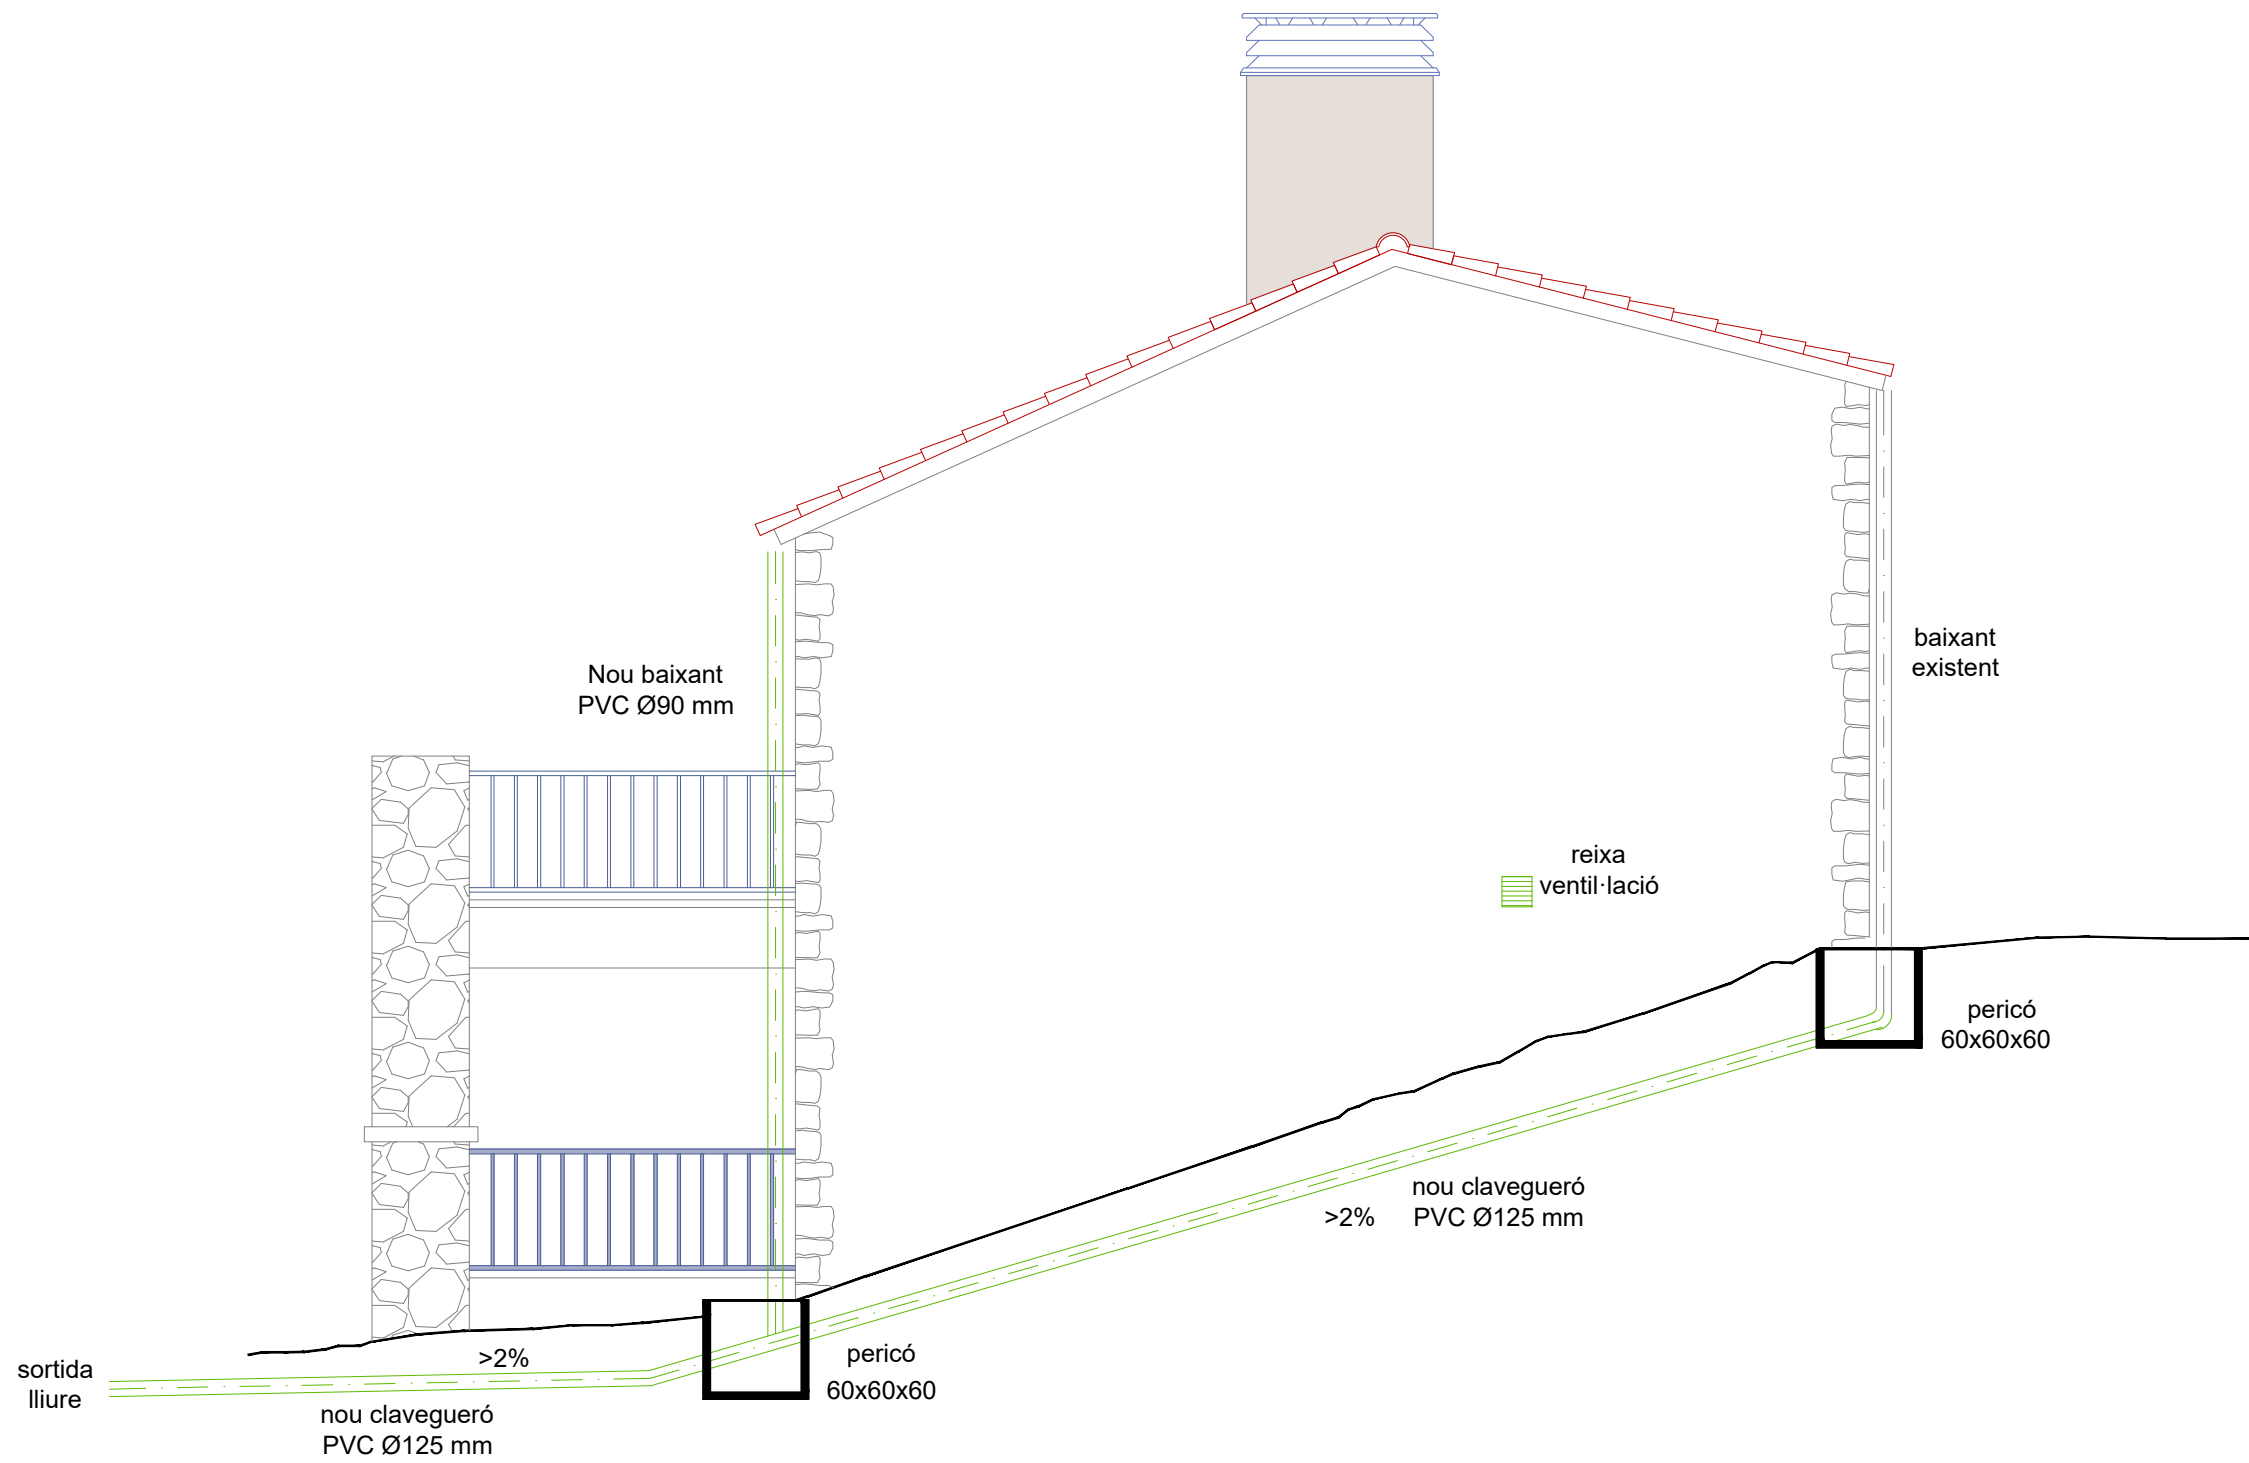 baixant
existent
Nou baixant
PVC Ø90 mm
reixa
ventil·lació
pericó
60x60x60
nou clavegueró
>2% PVC Ø125 mm
pericó
60x60x60
>2%
sortida
lliure
nou clavegueró
PVC Ø125 mm